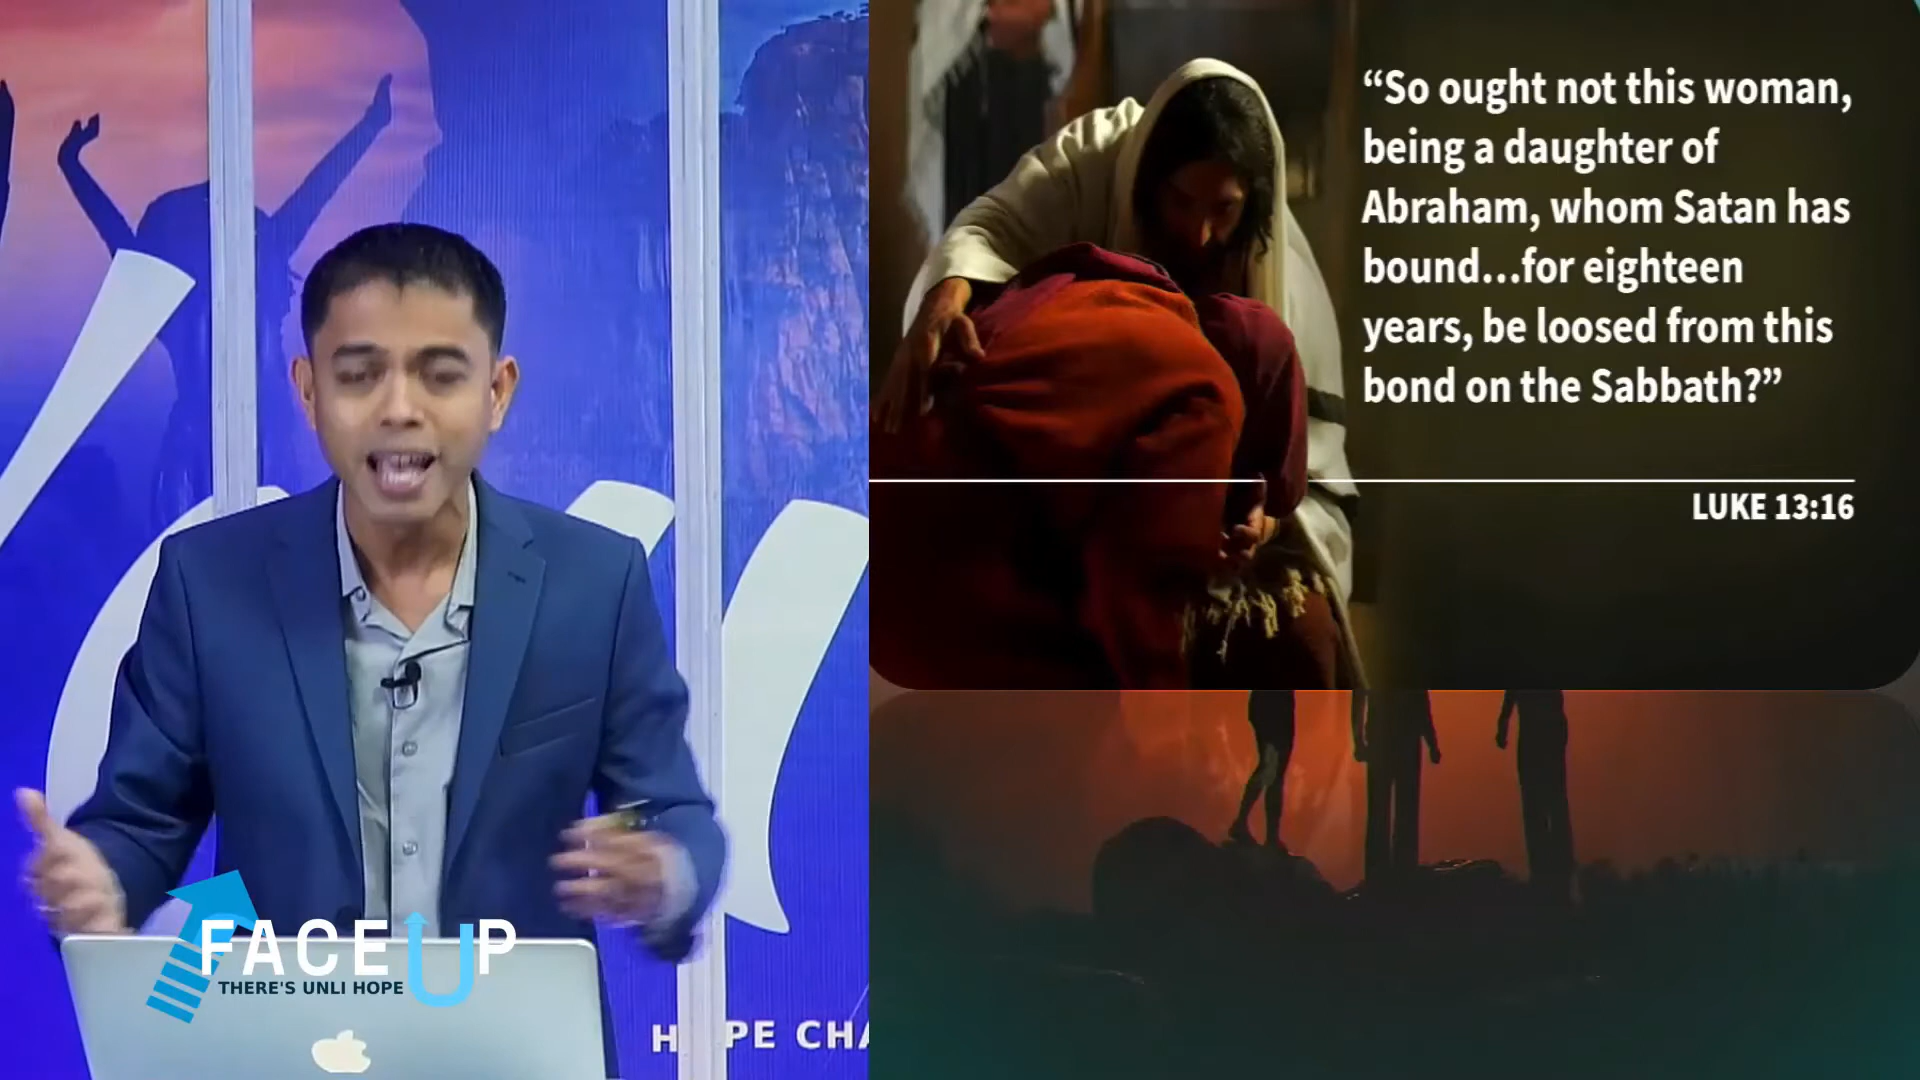 “So ought not this woman,
being a daughter of
Abraham, whom Satan has
bound...for eighteen
years, be loosed from this
bond on the Sabbath?”
LUKE 13:16
FACE UP
THERE'S UNLI HOPE